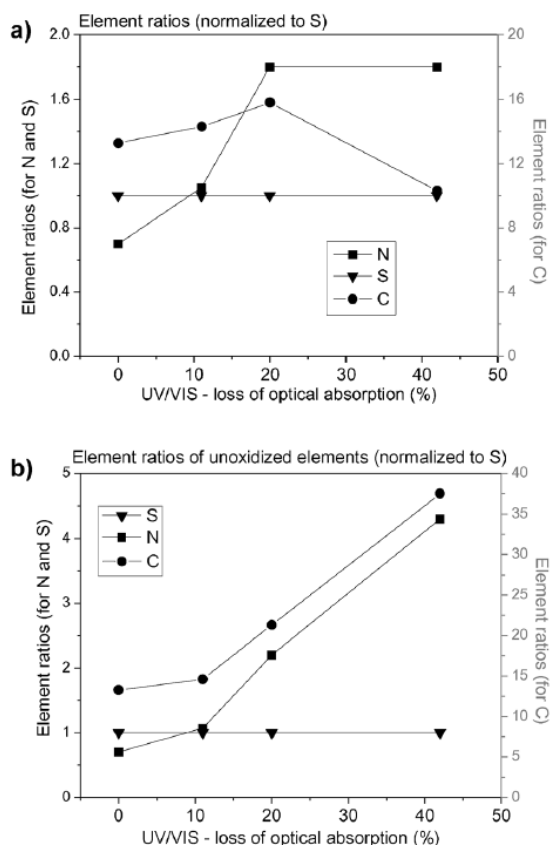 a)
Element ratios (normalized to S)
2.0
1.6
1.2
0.8
0.4
0.0
Element ratios (for N and S)
20
16
12
8
4
0
Element ratios (for C)
N
S
C
0
10
20
30
40
50
UV/VIS - loss of optical absorption (%)
b)
Element ratios of unoxidized elements (normalized to S)
5
4
3
2
1
0
Element ratios (for N and S)
40
35
30
25
20
15
10
5
0
Element ratios (for C)
S
N
C
0
10
20
30
40
50
UV/VIS - loss of optical absorption (%)